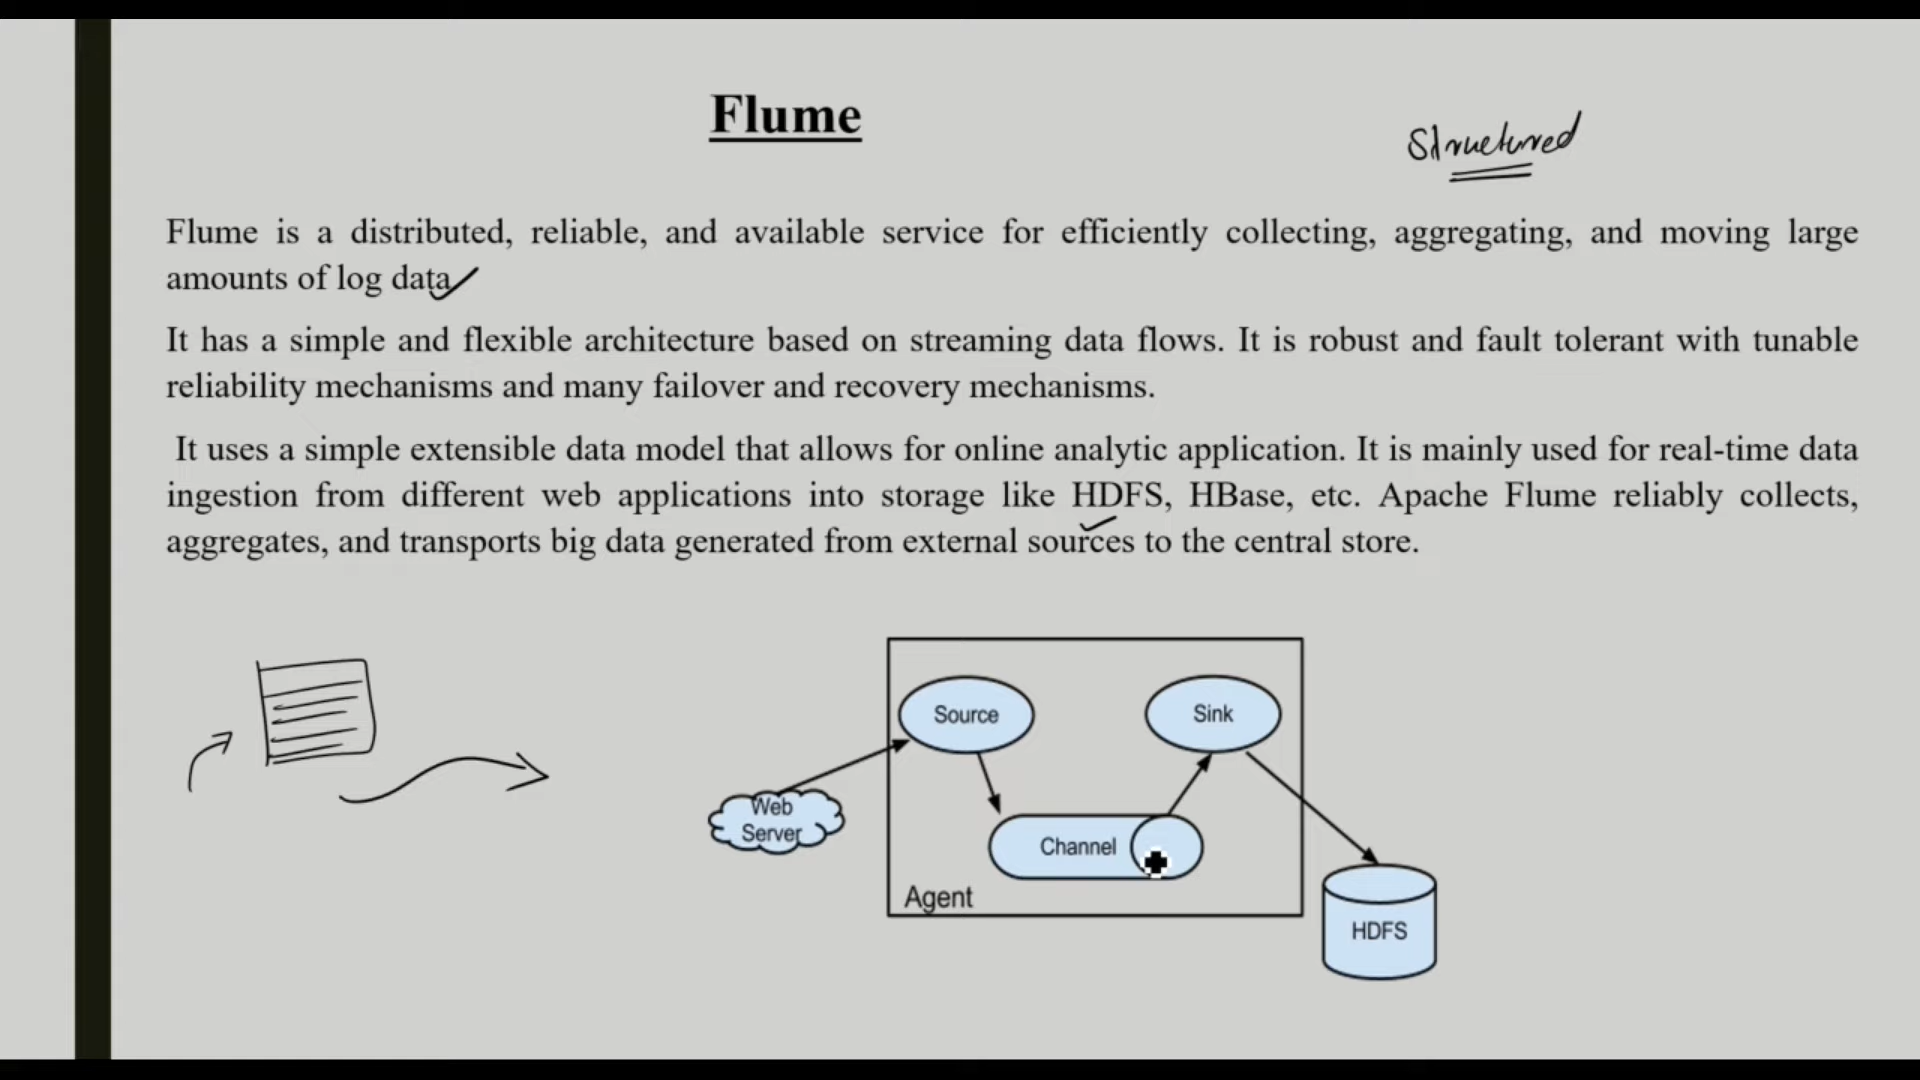 Flume
Structured
Flume is a distributed, reliable, and available service for efficiently collecting, aggregating, and moving large
amounts of log data
It has a simple and flexible architecture based on streaming data flows. It is robust and fault tolerant with tunable
reliability mechanisms and many failover and recovery mechanisms.
It uses a simple extensible data model that allows for online analytic application. It is mainly used for real-time data
ingestion from different web applications into storage like HDFS, HBase, etc. Apache Flume reliably collects,
aggregates, and transports big data generated from external sources to the central store.
Source
Sink
Web
Server
Channel
Agent
HDFS